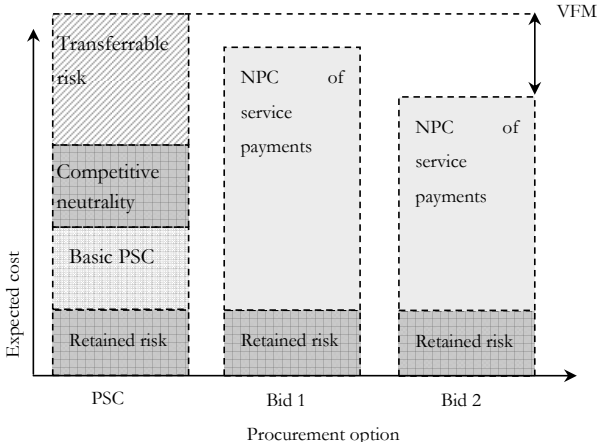 VFM
Transferrable
risk
NPC of
service
payments
NPC of
service
payments
Competitive
neutrality
Basic PSC
Retained risk
Retained risk
Retained risk
Expected cost
PSC
Bid 1
Bid 2
Procurement option